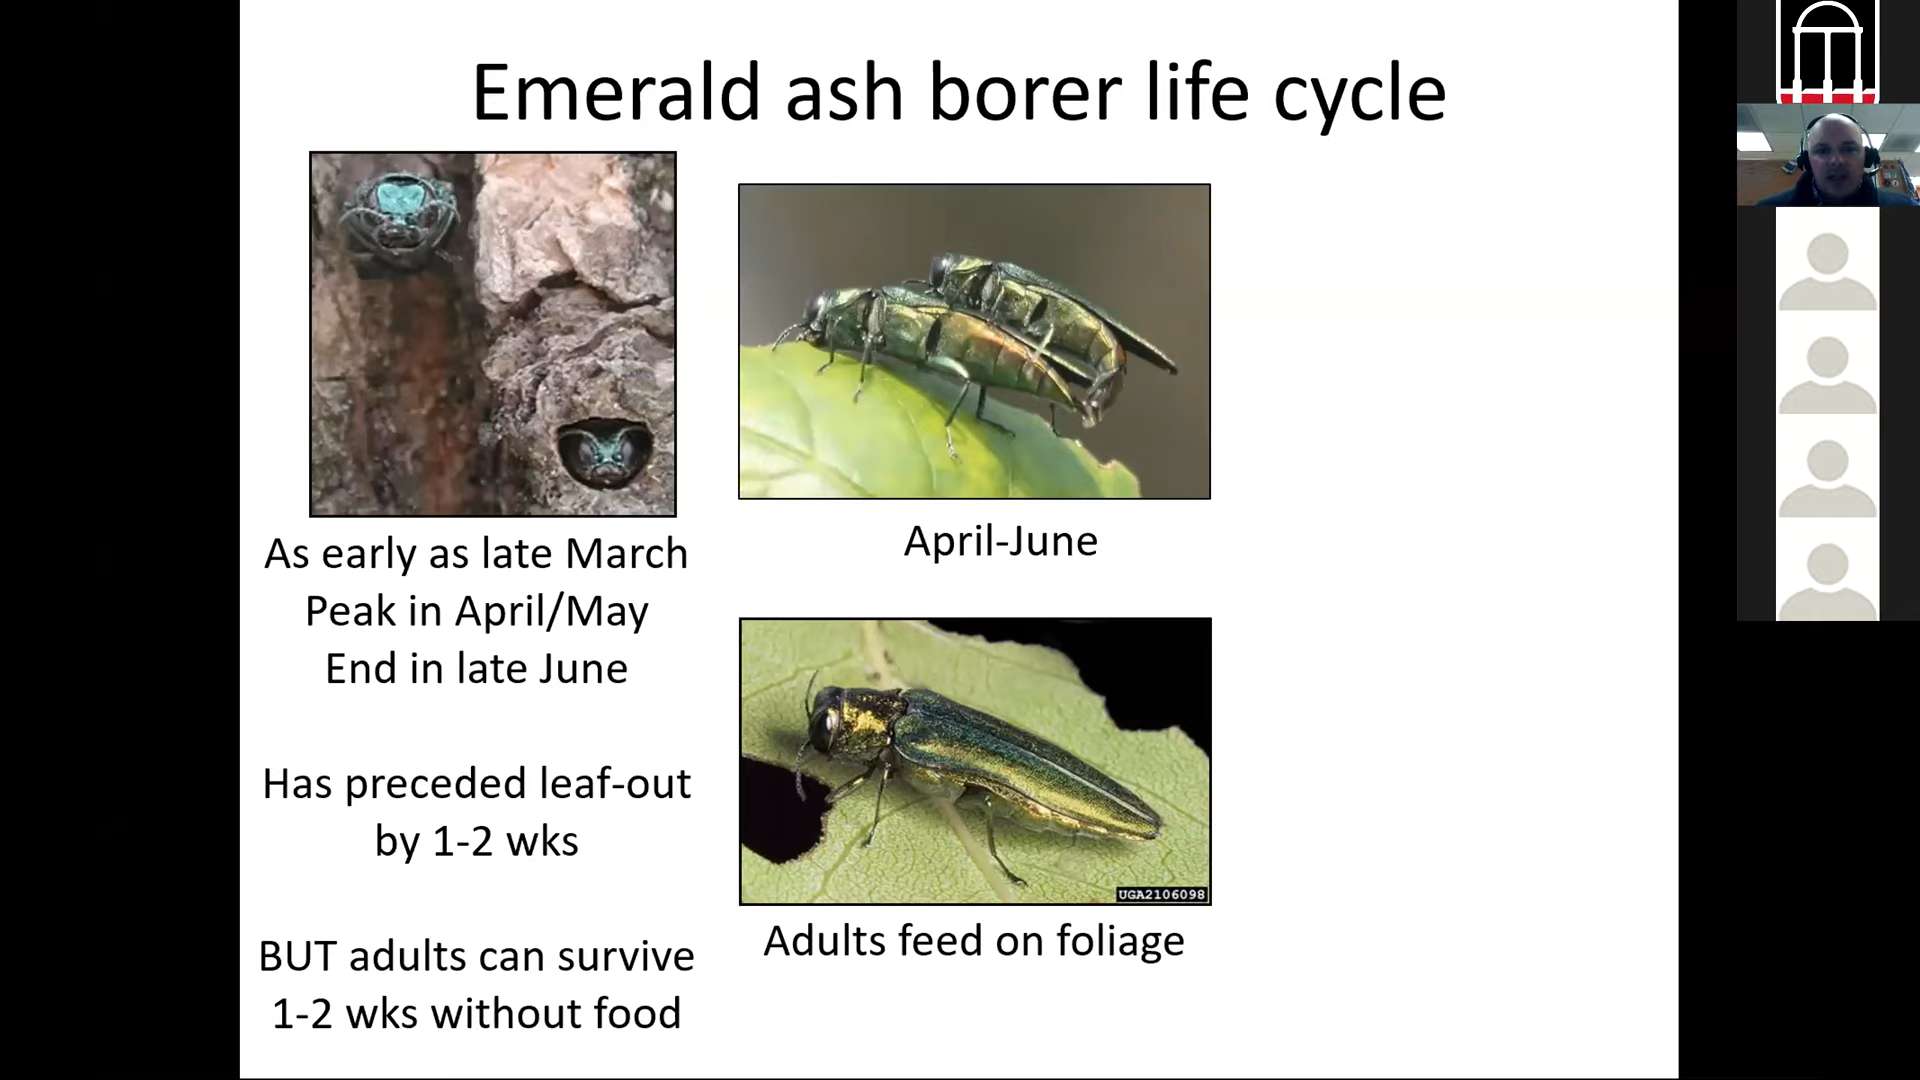 Emerald ash borer life cycle
As early as late March
Peak in April/May
End in late June
Has preceded leaf-out
by 1-2 wks
BUT adults can survive
1-2 wks without food
April-June
UGA2106098
Adults feed on foliage